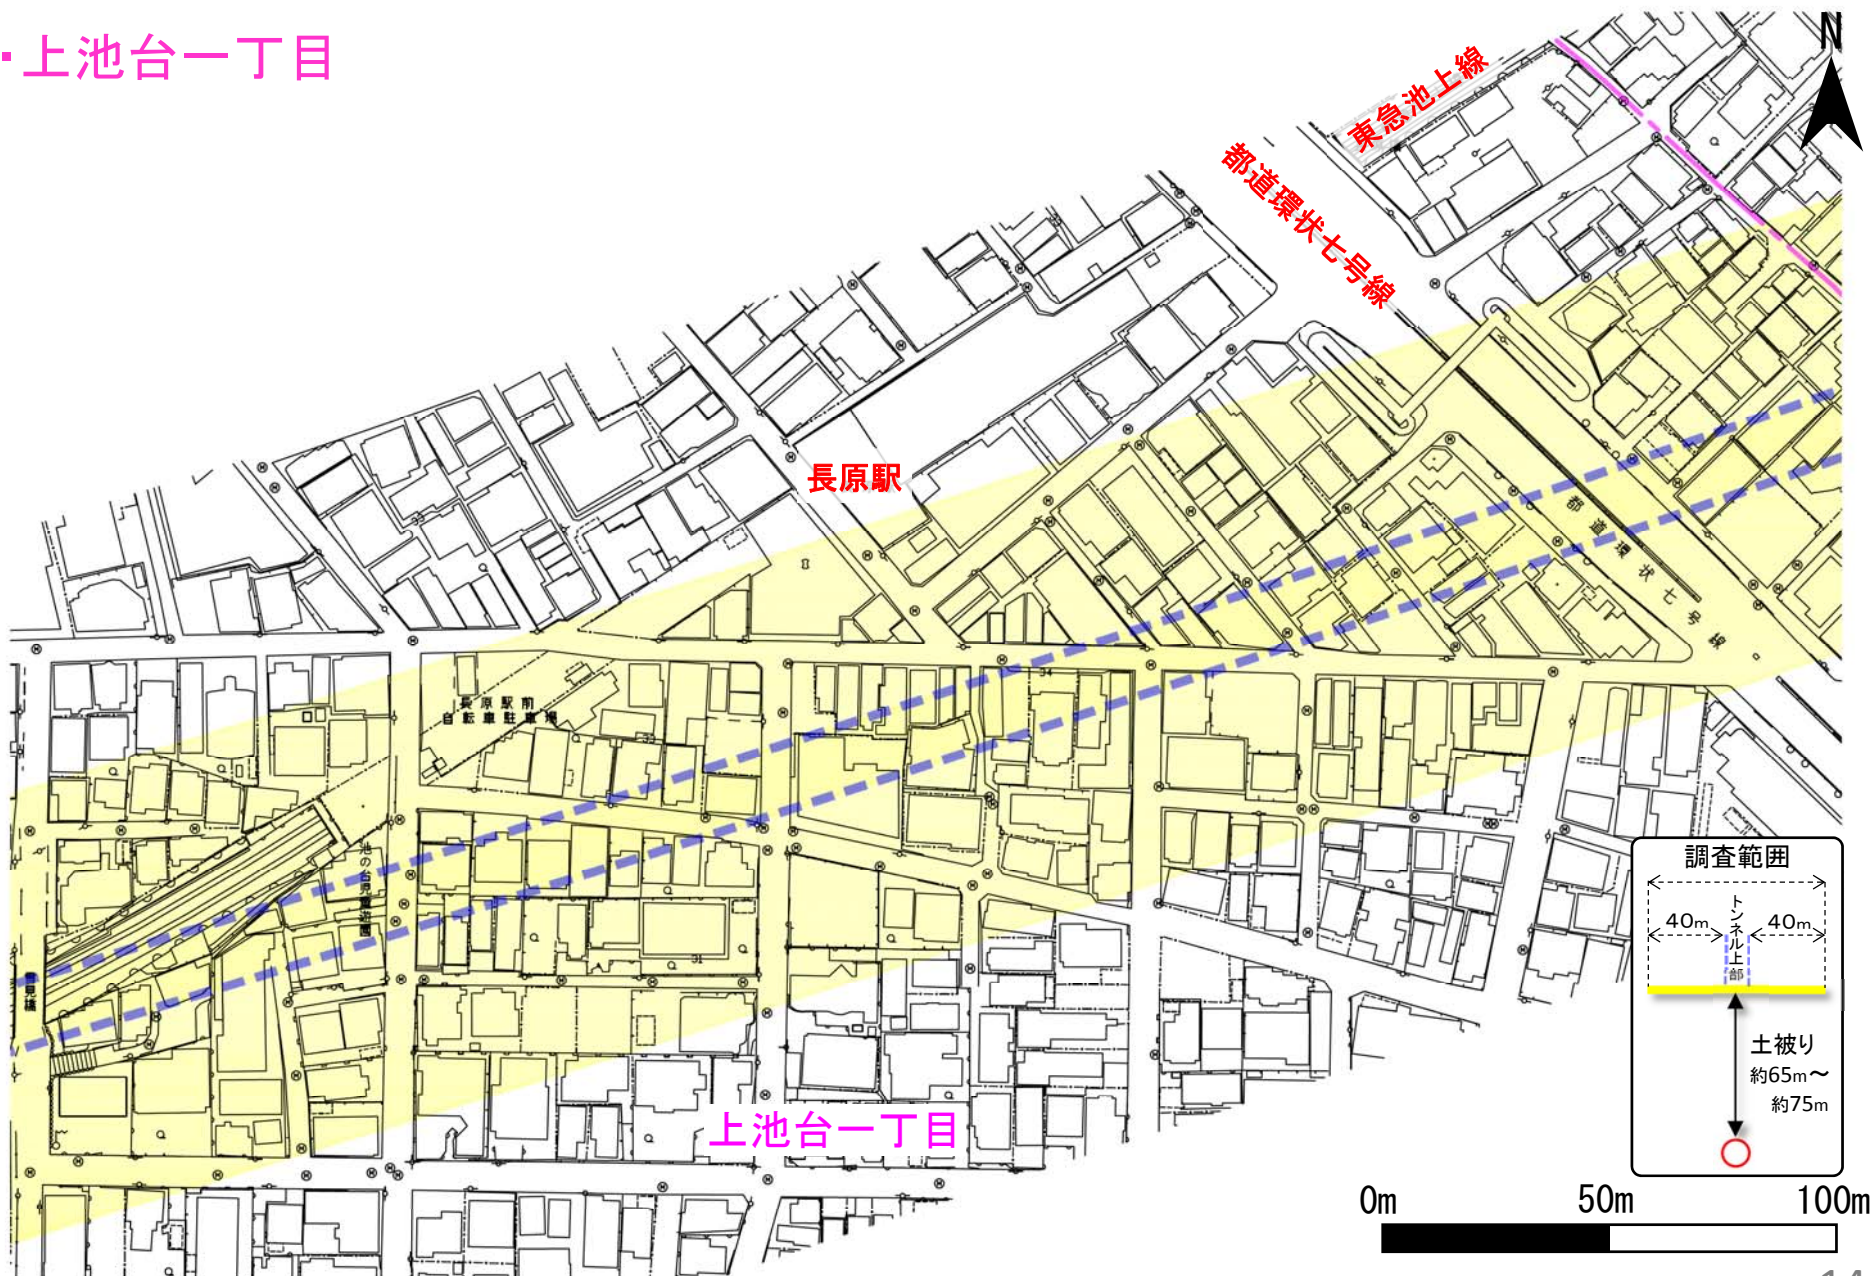 ・上池台一丁目
N
東急池上線
都道環状七号線
長原駅
都道環状七号線
34
長原駅前
自転車駐車場
31
上池台一丁目
調査範囲
40m
トンネル上部
40m
土被り
約65m～
約75m
0m
50m
100m
14